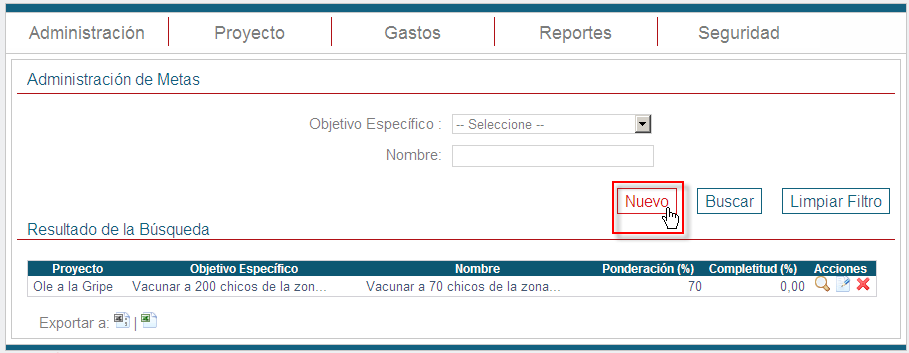 Administración Proyecto Gastos Reportes Seguridad
Administración de Metas
Objetivo Específico : -- Seleccione --
Nombre:
Nuevo Buscar Limpiar Filtro
Resultado de la Búsqueda
Proyecto Objetivo Específico Nombre Ponderación (%) Completitud (%) Acciones
Ole a la Gripe Vacunar a 200 chicos de la zon... Vacunar a 70 chicos de la zona... 70 0,00
Exportar a: |